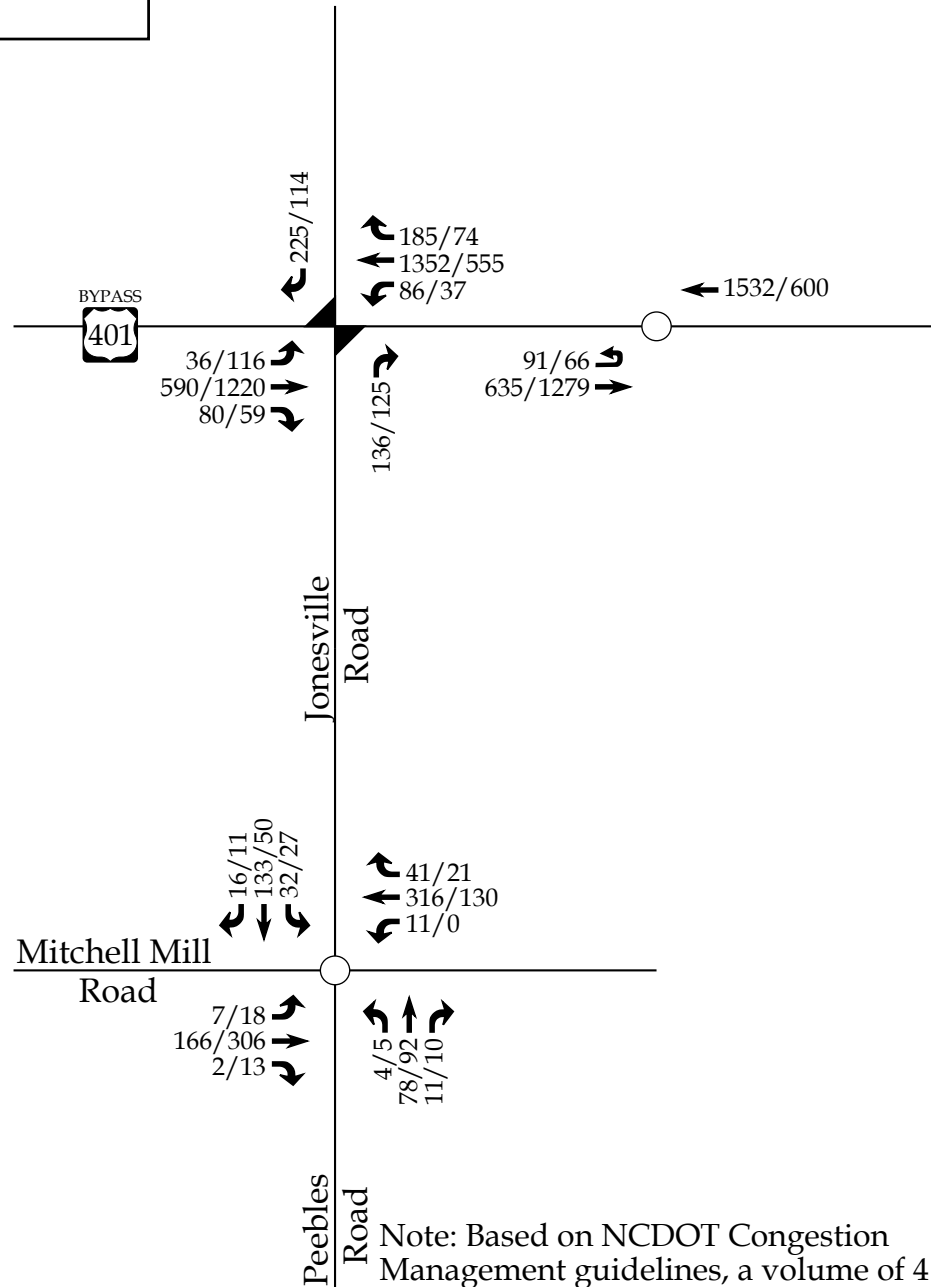 225/114
185/74
1352/555
86/37
1532/600
BYPASS
401
36/116
590/1220
80/59
136/125
91/66
635/1279
Jonesville
Road
16/11
133/50
32/27
41/21
316/130
11/0
Mitchell Mill
Road
7/18
166/306
2/13
4/5
78/92
11/10
Peebles
Road
Note: Based on NCDOT Congestion
Management guidelines, a volume of 4